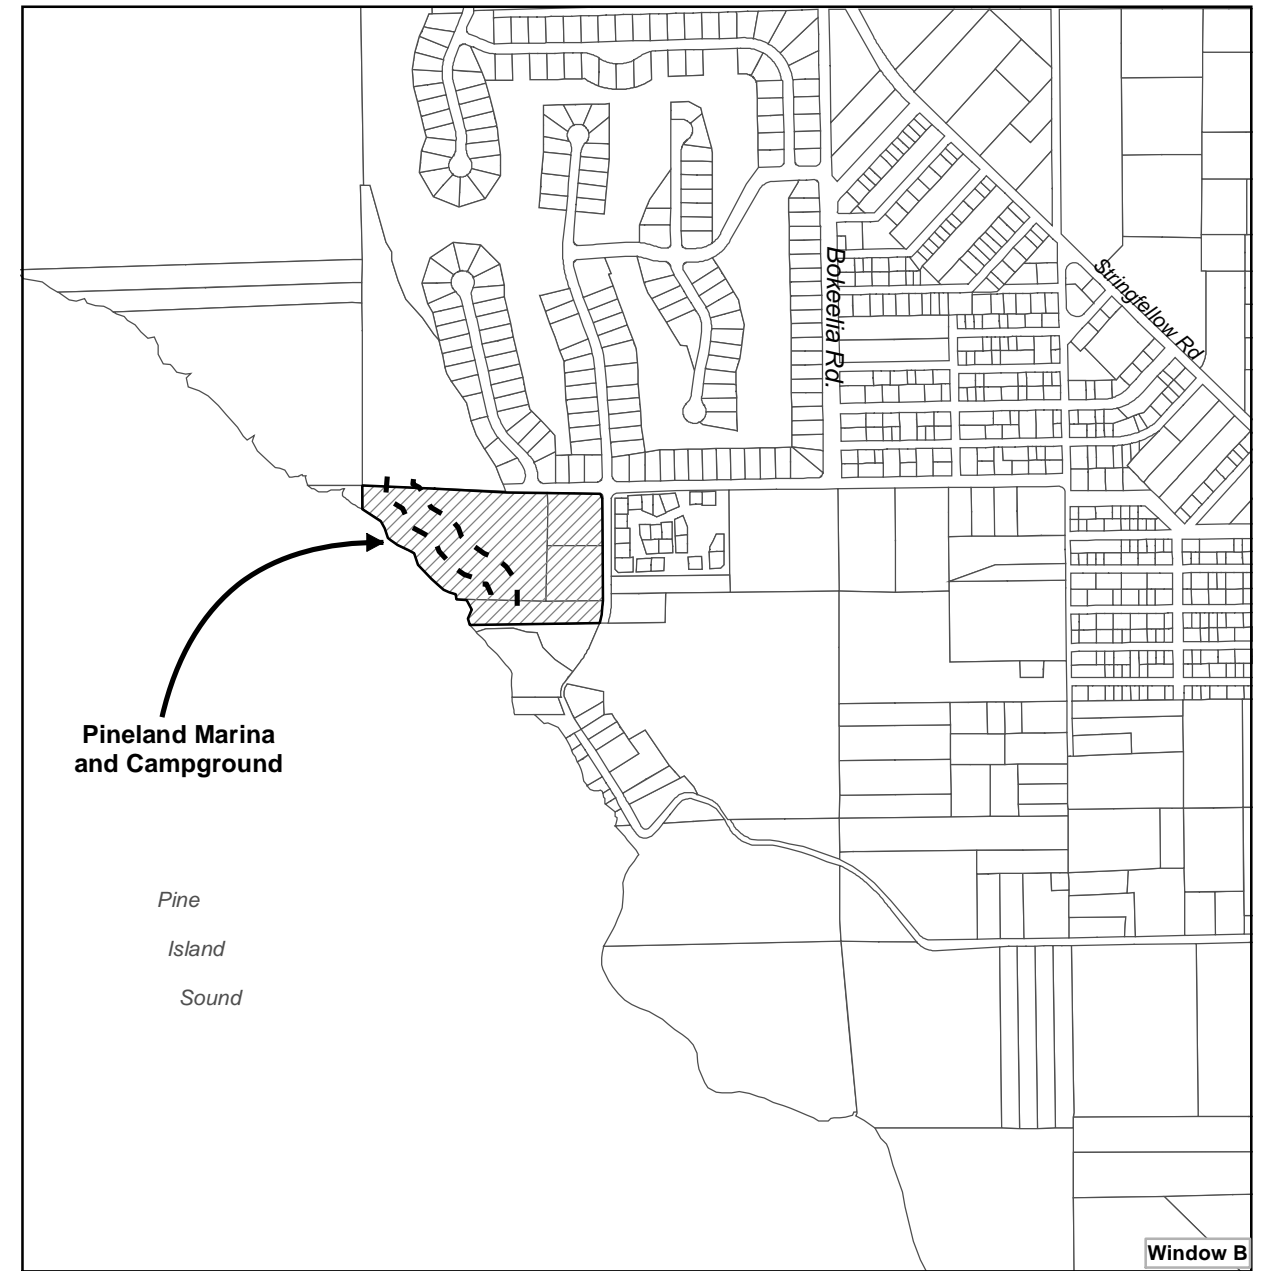 Stringfellow Rd
Bokeelia Rd.
Pineland Marina
and Campground
Pine
Island
Sound
Window B